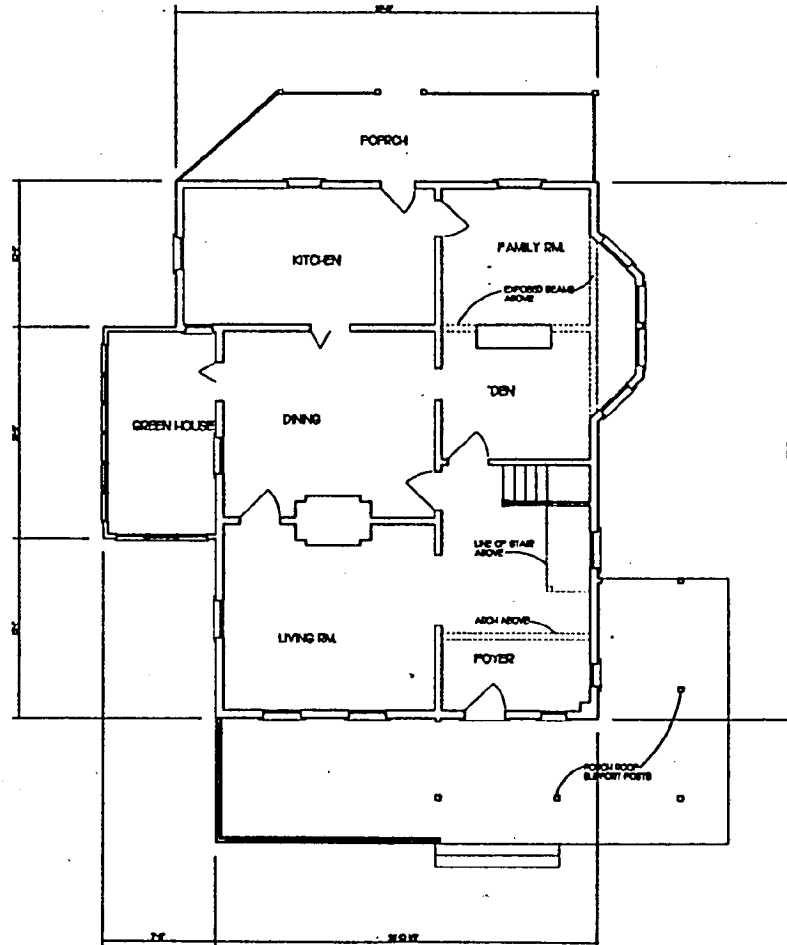 POPRCH
KITCHEN
FAMILY RM.
EXPOSED BEAMS
ABOVE
GREEN HOUSE
DINING
DEN
LINE OF STAIR
ABOVE
ARCH ABOVE
LIVING RM.
FOYER
PORCH ROOF
SUPPORT POSTS